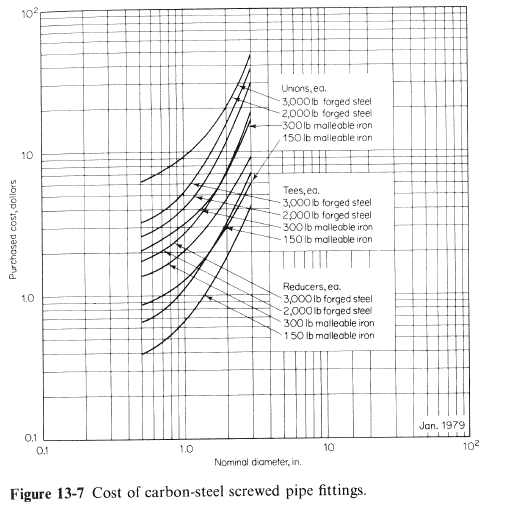 10²
10
1.0
0.1
Purchased cost, dollars
Unions, ea.
3,000 lb forged steel
2,000 lb forged steel
300 lb malleable iron
150 lb malleable iron
Tees, ea.
3,000 lb forged steel
2,000 lb forged steel
300 lb malleable iron
150 lb malleable iron
Reducers, ea.
3,000 lb forged steel
2,000 lb forged steel
300 lb malleable iron
150 lb malleable iron
Jan. 1979
0.1 1.0 10 10²
Nominal diameter, in.
Figure 13-7 Cost of carbon-steel screwed pipe fittings.